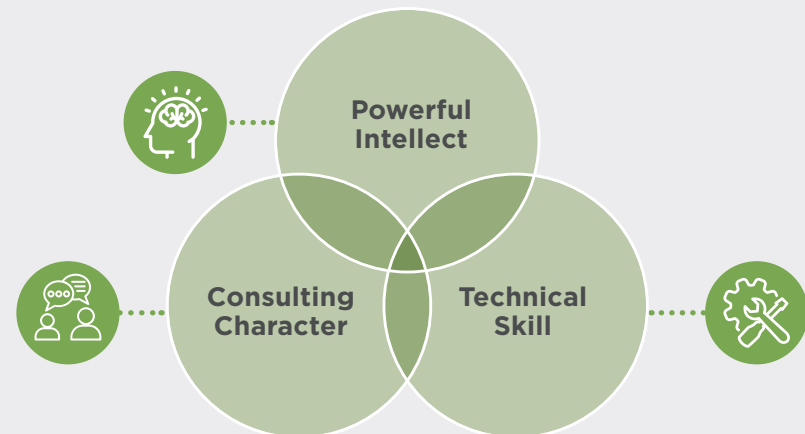 Powerful
Intellect
Consulting
Character
Technical
Skill